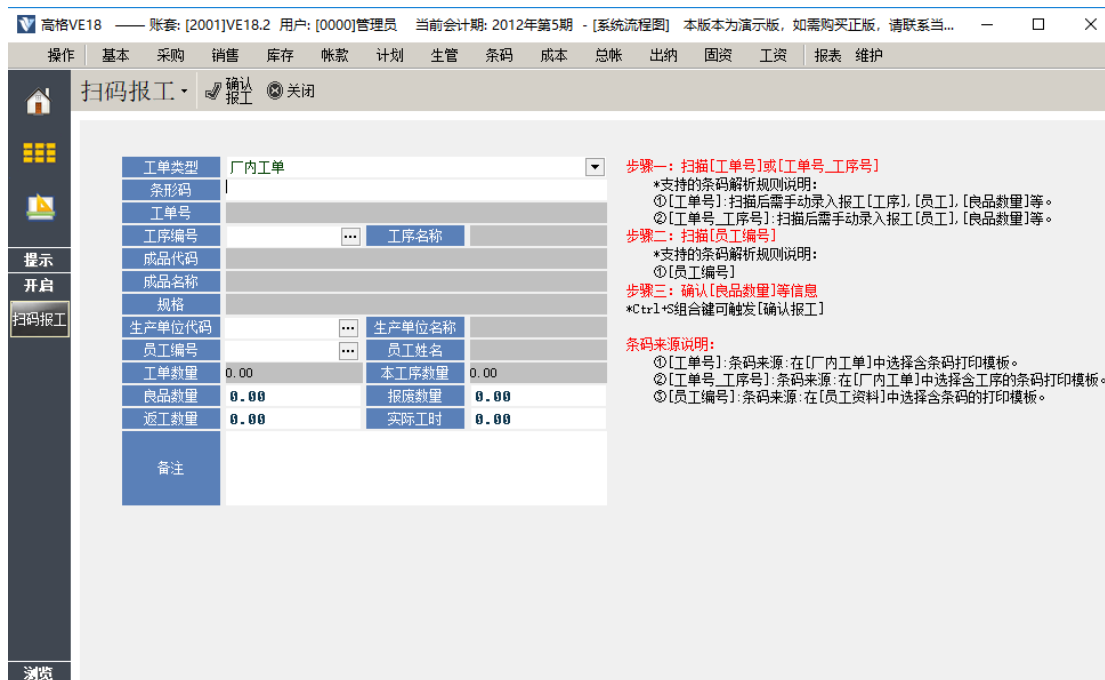 高格VE18 —— 账套: [2001]VE18.2 用户: [0000]管理员 当前会计期: 2012年第5期 - [系统流程图] 本版本为演示版，如需购买正版，请联系当...
操作 基本 采购 销售 库存 帐款 计划 生管 条码 成本 总帐 出纳 固资 工资 报表 维护
扫码报工 确认报工 关闭
提示
开启
扫码报工
浏览
工单类型 厂内工单
条形码
工单号
工序编号 ... 工序名称
成品代码
成品名称
规格
生产单位代码 ... 生产单位名称
员工编号 ... 员工姓名
工单数量 0.00 本工序数量 0.00
良品数量 0.00 报废数量 0.00
返工数量 0.00 实际工时 0.00
备注
步骤一: 扫描[工单号]或[工单号_工序号]
*支持的条码解析规则说明:
①[工单号]:扫描后需手动录入报工[工序],[员工],[良品数量]等。
②[工单号_工序号]:扫描后需手动录入报工[员工],[良品数量]等。
步骤二: 扫描[员工编号]
*支持的条码解析规则说明:
①[员工编号]
步骤三: 确认[良品数量]等信息
*Ctrl+S组合键可触发[确认报工]
条码来源说明:
①[工单号]:条码来源:在[厂内工单]中选择含条码打印模板。
②[工单号_工序号]:条码来源:在[厂内工单]中选择含工序的条码打印模板。
③[员工编号]:条码来源:在[员工资料]中选择含条码的打印模板。